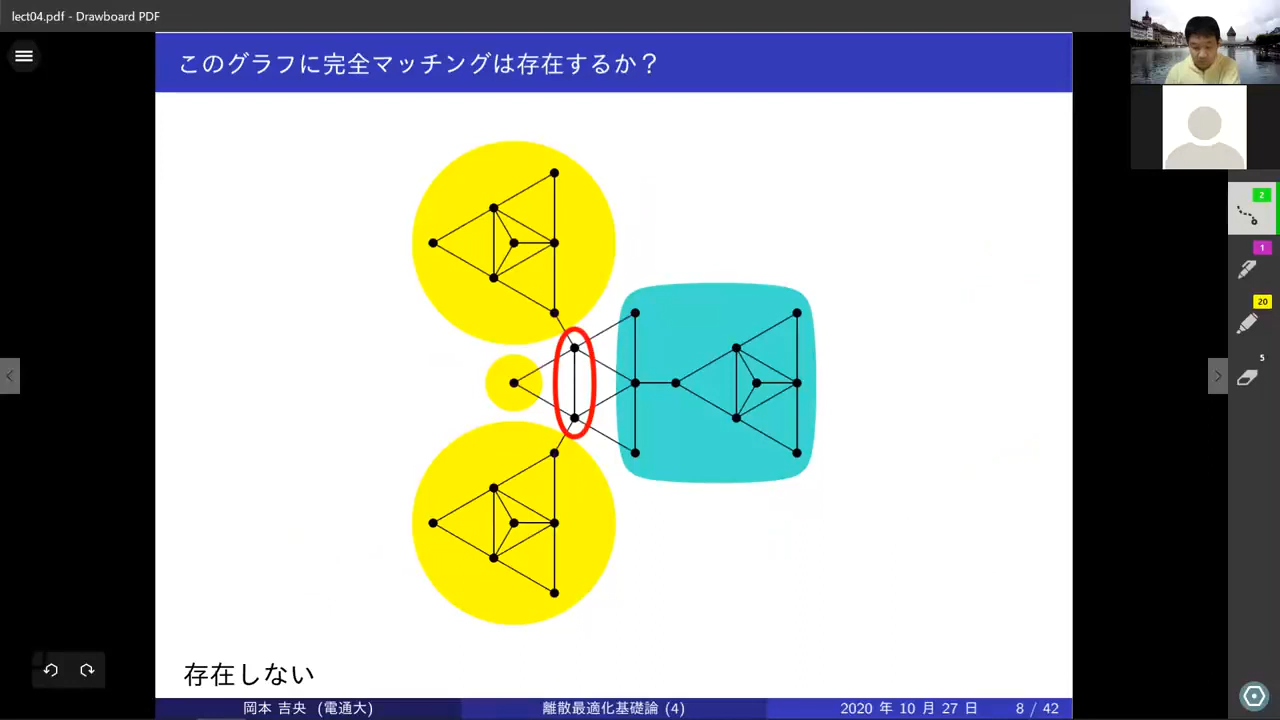 lect04.pdf - Drawboard PDF
このグラフに完全マッチングは存在するか？
2
1
20
5
存在しない
岡本 吉央 (電通大)
離散最適化基礎論 (4)
2020 年 10 月 27 日
8 / 42